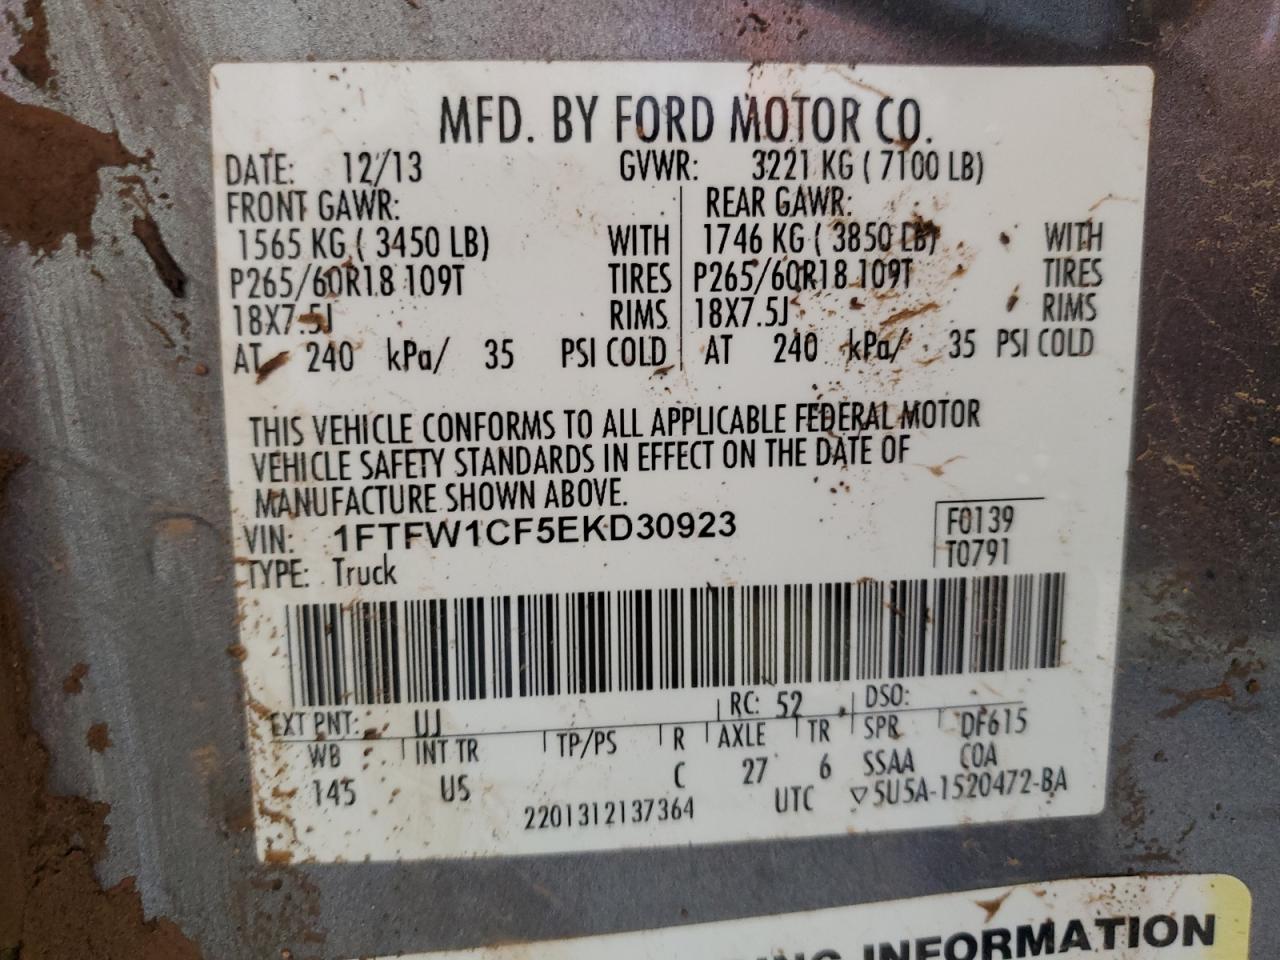 MFD. BY FORD MOTOR CO.
DATE: 12/13 GVWR: 3221 KG ( 7100 LB)
FRONT GAWR: REAR GAWR:
1565 KG ( 3450 LB) WITH 1746 KG ( 3850 LB) WITH
P265/60R18 109T TIRES P265/60R18 109T TIRES
18X7.5J RIMS 18X7.5J RIMS
AT 240 kPa/ 35 PSI COLD AT 240 kPa/ 35 PSI COLD
THIS VEHICLE CONFORMS TO ALL APPLICABLE FEDERAL MOTOR
VEHICLE SAFETY STANDARDS IN EFFECT ON THE DATE OF
MANUFACTURE SHOWN ABOVE.
VIN: 1FTFW1CF5EKD30923 F0139
TYPE: Truck T0791
EXT PNT: UJ RC: 52 DSO:
WB INT TR TP/PS R AXLE TR SPR DF615
145 US C 27 6 SSAA COA
2201312137364 UTC ▽5U5A-1520472-BA
INFORMATION